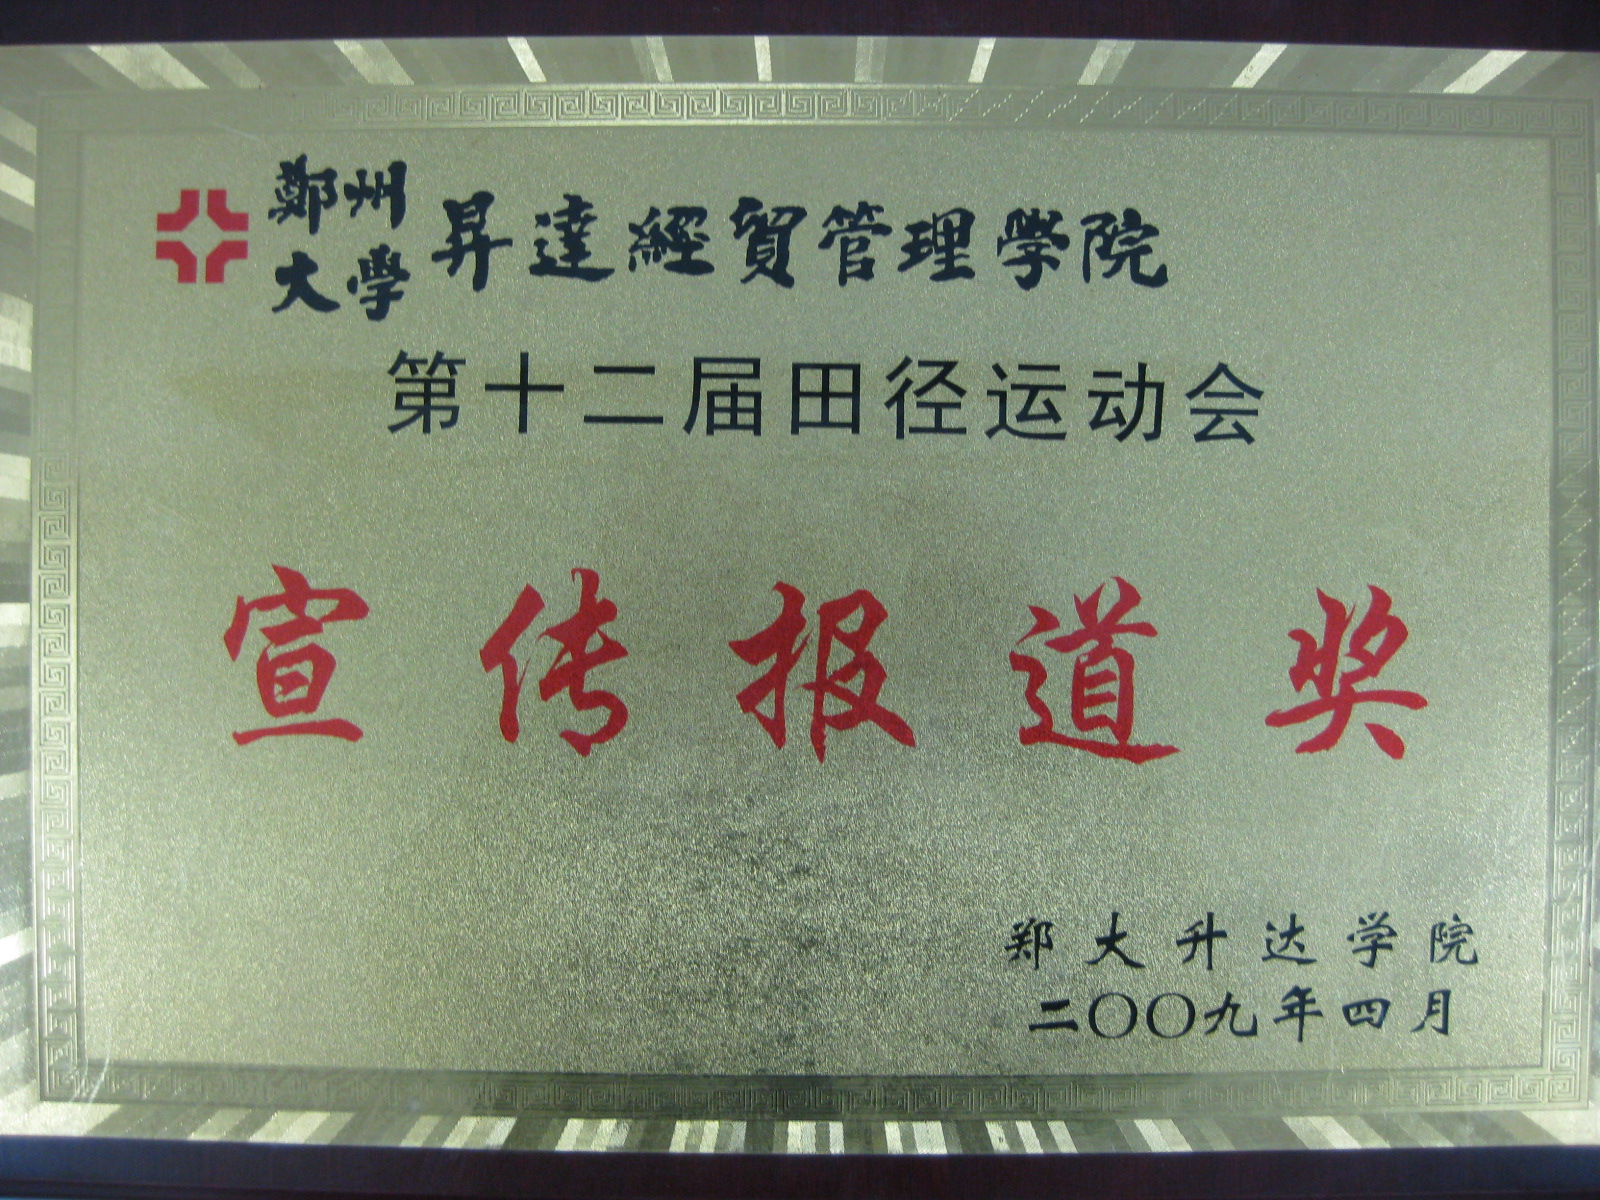 鄭州大學昇達經貿管理學院
第十二届田径运动会
宣传报道奖
郑大升达学院
二〇〇九年四月